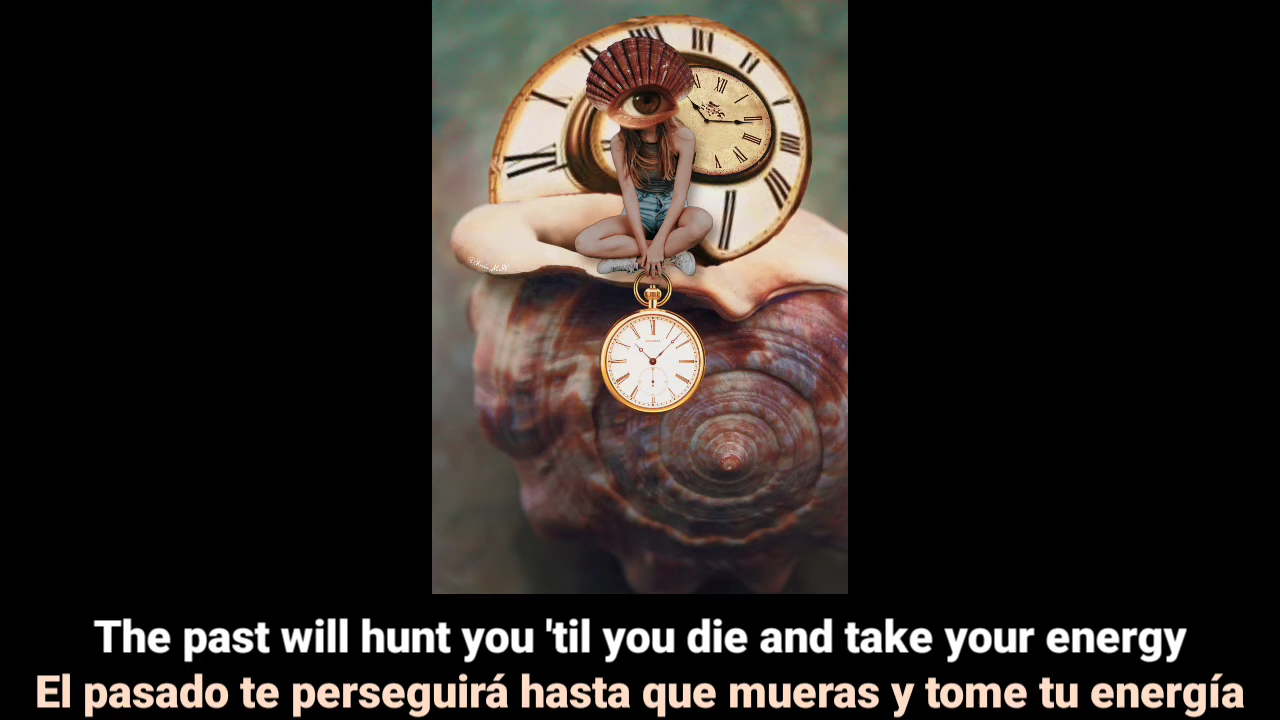 The past will hunt you 'til you die and take your energy
El pasado te perseguirá hasta que mueras y tome tu energía